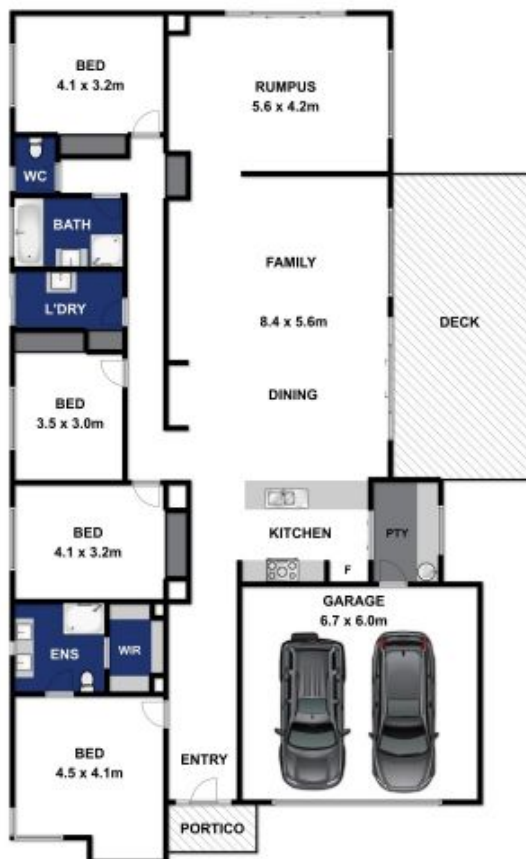 BED
4.1 x 3.2m
RUMPUS
5.6 x 4.2m
WC
BATH
FAMILY
L'DRY
8.4 x 5.6m
DECK
BED
3.5 x 3.0m
DINING
BED
4.1 x 3.2m
KITCHEN
PTY
F
GARAGE
6.7 x 6.0m
ENS
WIR
BED
4.5 x 4.1m
ENTRY
PORTICO